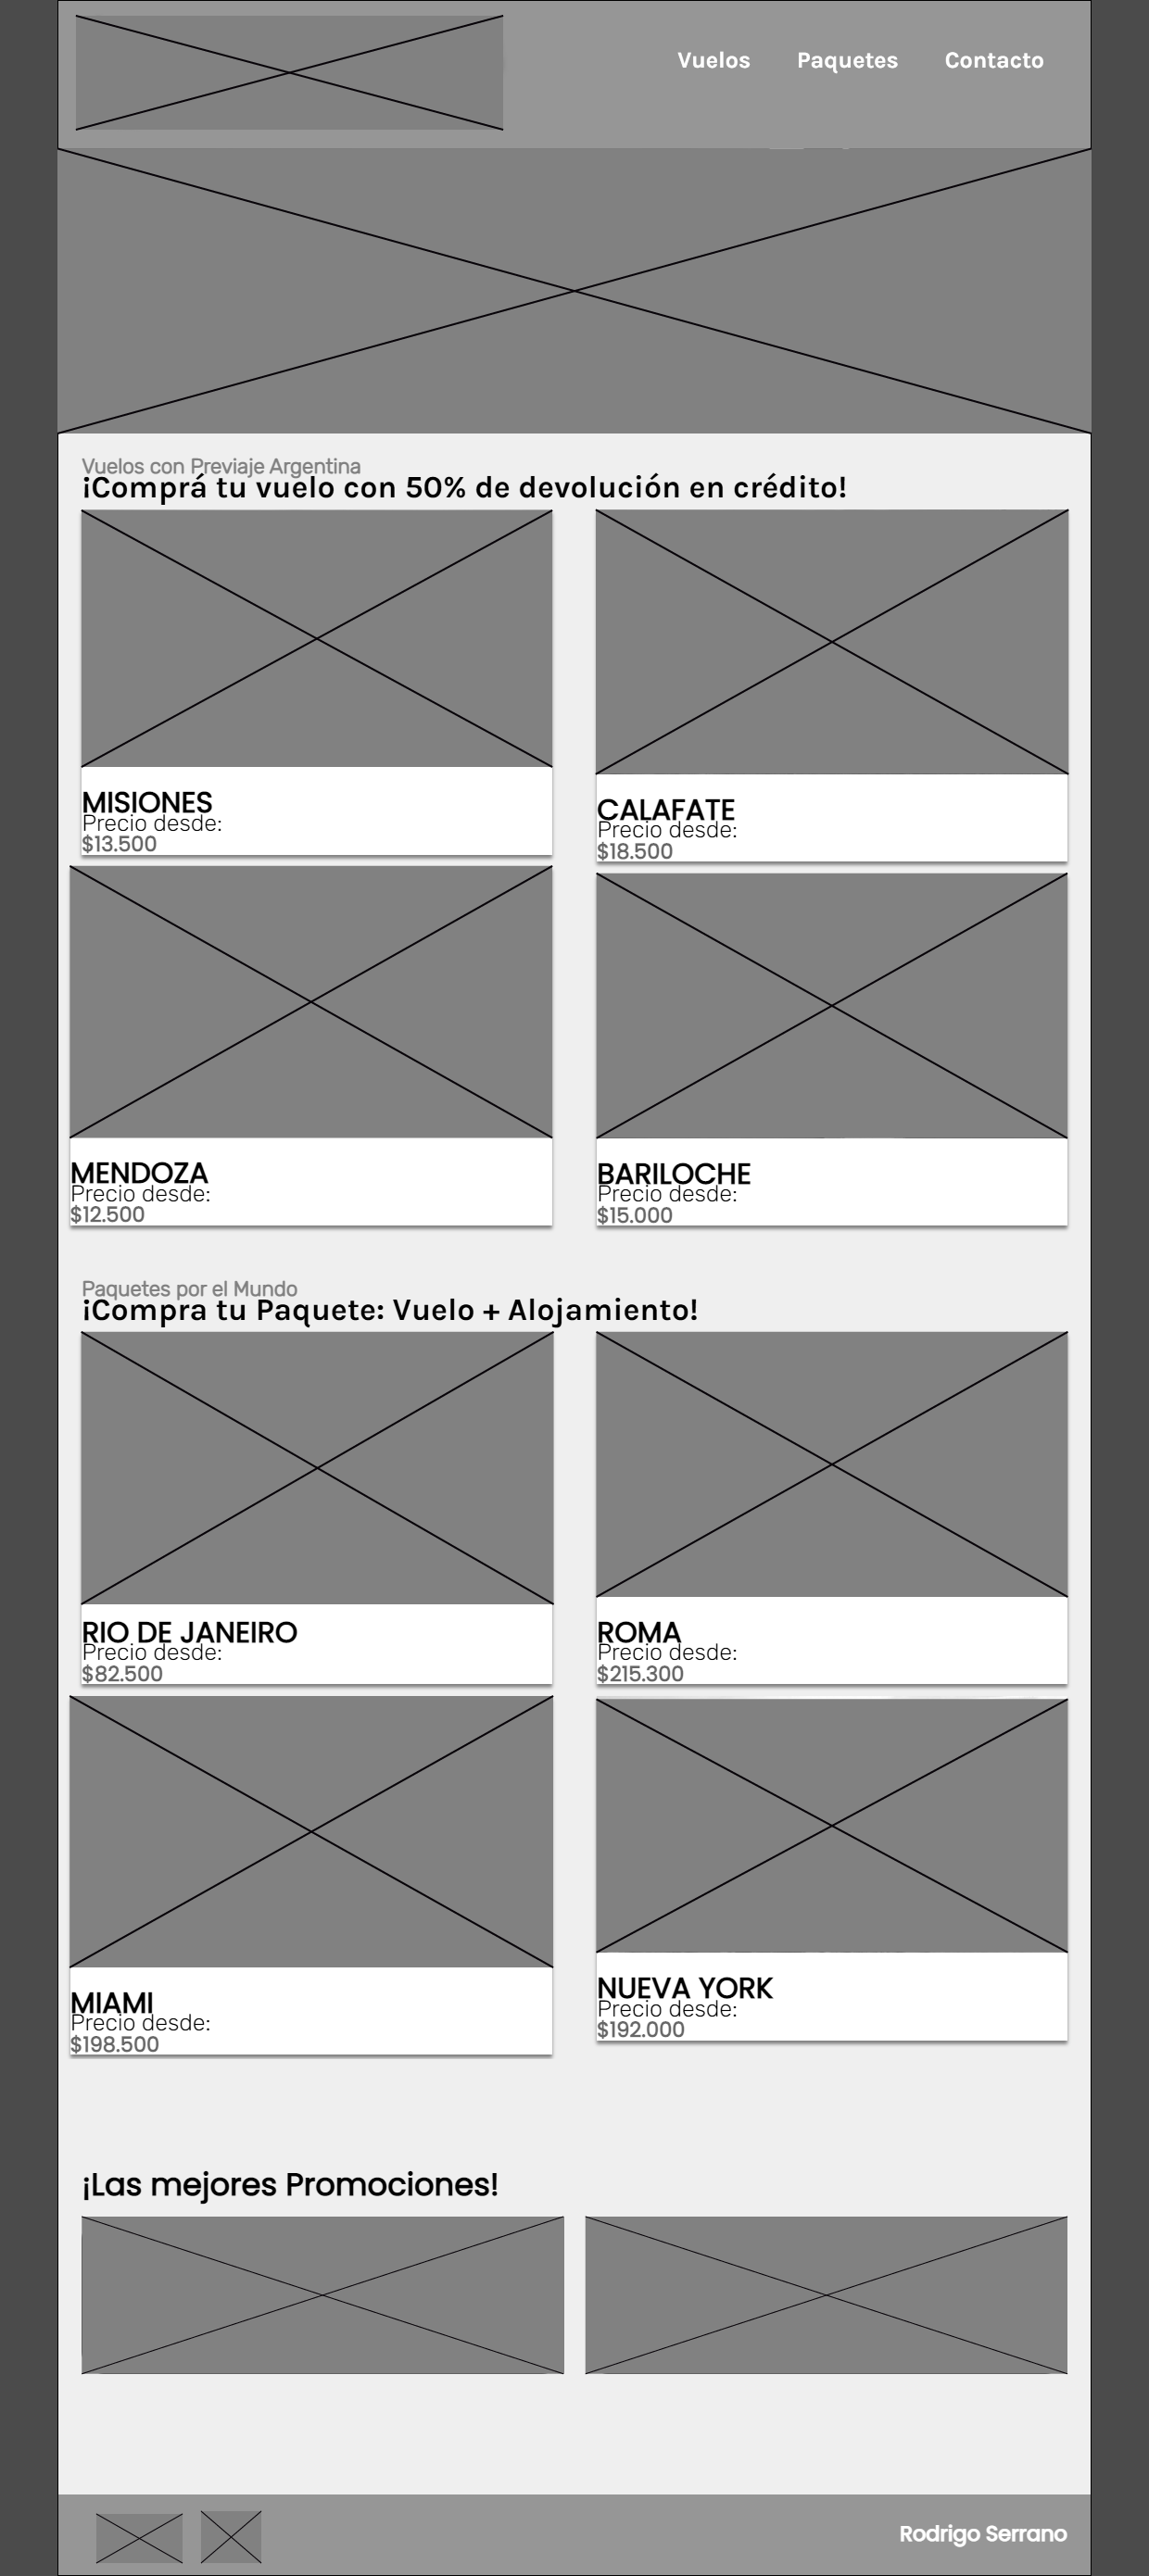 Vuelos Paquetes Contacto
Vuelos con Previaje Argentina
¡Comprá tu vuelo con 50% de devolución en crédito!
MISIONES
Precio desde:
$13.500
CALAFATE
Precio desde:
$18.500
MENDOZA
Precio desde:
$12.500
BARILOCHE
Precio desde:
$15.000
Paquetes por el Mundo
¡Compra tu Paquete: Vuelo + Alojamiento!
RIO DE JANEIRO
Precio desde:
$82.500
ROMA
Precio desde:
$215.300
MIAMI
Precio desde:
$198.500
NUEVA YORK
Precio desde:
$192.000
¡Las mejores Promociones!
Rodrigo Serrano